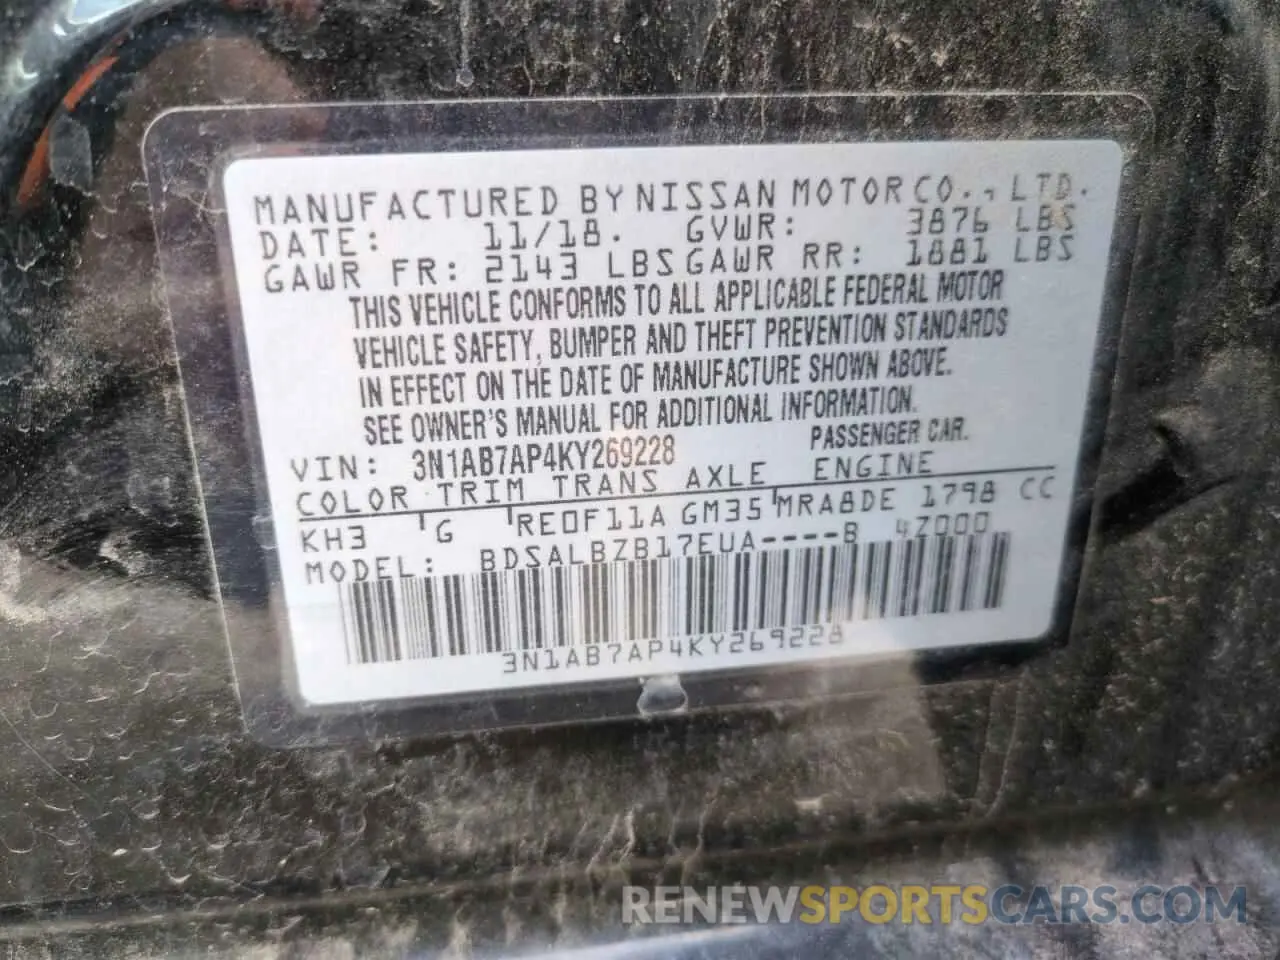 MANUFACTURED BY NISSAN MOTOR CO., LTD.
DATE: 11/18. GVWR: 3876 LBS
GAWR FR: 2143 LBS GAWR RR: 1881 LBS
THIS VEHICLE CONFORMS TO ALL APPLICABLE FEDERAL MOTOR
VEHICLE SAFETY, BUMPER AND THEFT PREVENTION STANDARDS
IN EFFECT ON THE DATE OF MANUFACTURE SHOWN ABOVE.
SEE OWNER'S MANUAL FOR ADDITIONAL INFORMATION.
VIN: 3N1AB7AP4KY269228 PASSENGER CAR.
COLOR TRIM TRANS AXLE ENGINE
KH3 G RE0F11A GM35 MRA8DE 1798 CC
MODEL: BDSALBZB17EUA----B 4Z000
3N1AB7AP4KY269228
RENEWSPORTSCARS.COM